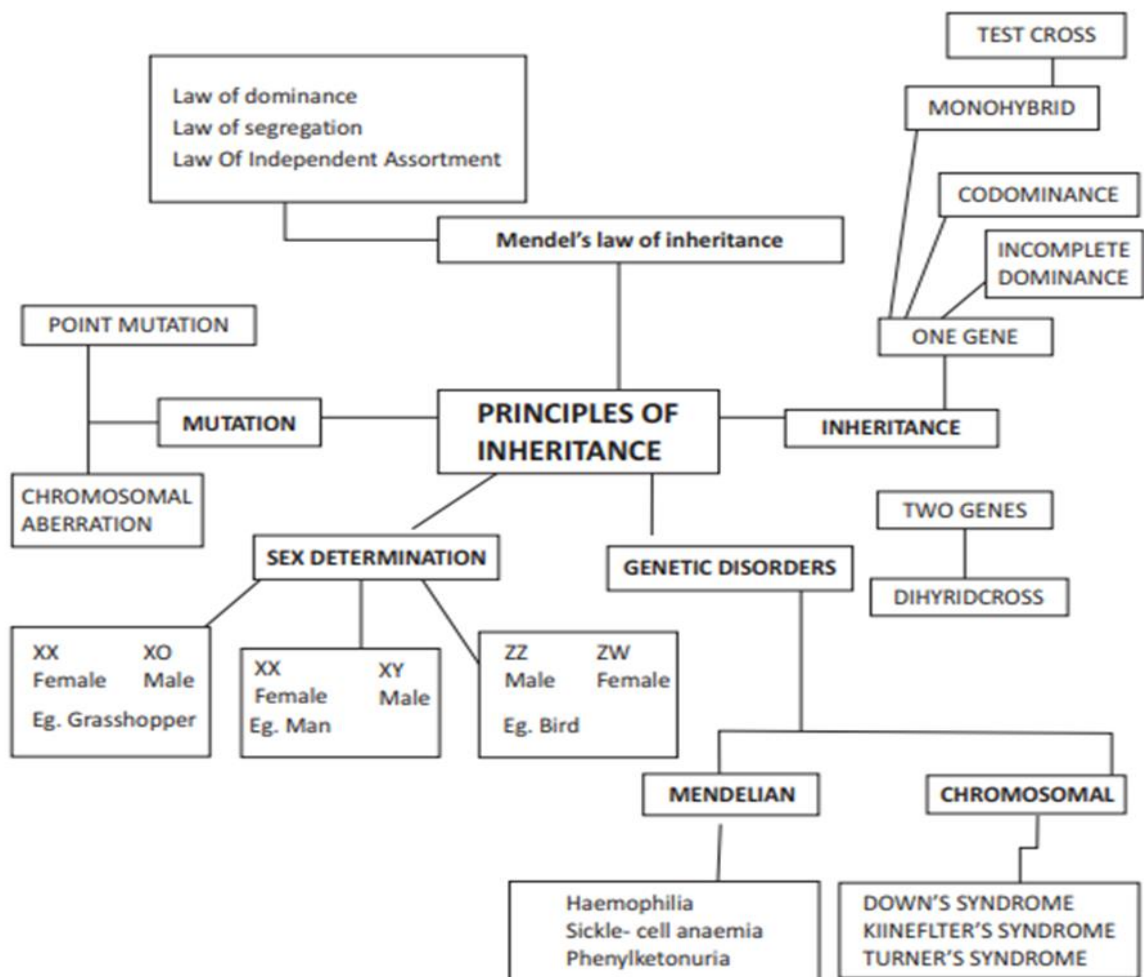 TEST CROSS
Law of dominance
Law of segregation
Law Of Independent Assortment
MONOHYBRID
CODOMINANCE
Mendel's law of inheritance
INCOMPLETE
DOMINANCE
POINT MUTATION
ONE GENE
MUTATION
PRINCIPLES OF
INHERITANCE
INHERITANCE
CHROMOSOMAL
ABERRATION
TWO GENES
SEX DETERMINATION
GENETIC DISORDERS
DIHYRIDCROSS
XX XO
Female Male
Eg. Grasshopper
XX XY
Female Male
Eg. Man
ZZ ZW
Male Female
Eg. Bird
MENDELIAN
CHROMOSOMAL
Haemophilia
Sickle- cell anaemia
Phenylketonuria
DOWN'S SYNDROME
KIINEFLTER'S SYNDROME
TURNER'S SYNDROME